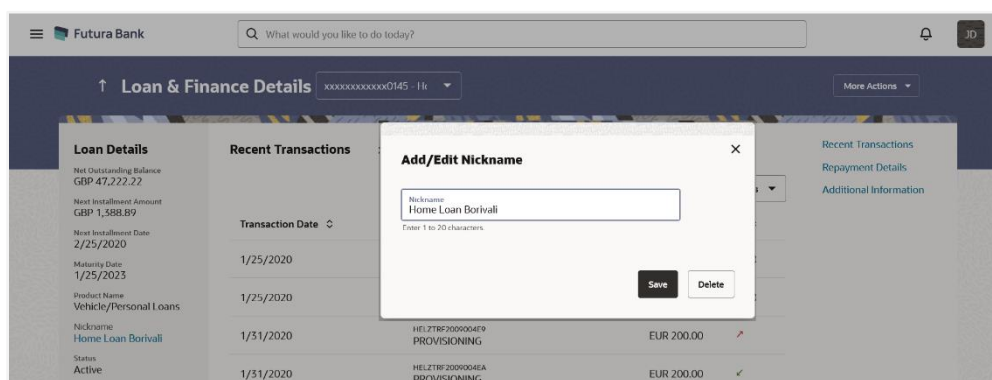 Futura Bank
What would you like to do today?
JD
Loan & Finance Details
xxxxxxxxxxxx0145 - Hc
More Actions
Loan Details
Net Outstanding Balance
GBP 47,222.22
Next Installment Amount
GBP 1,388.89
Next Installment Date
2/25/2020
Maturity Date
1/25/2023
Product Name
Vehicle/Personal Loans
Nickname
Home Loan Borivali
Status
Active
Recent Transactions
Transaction Date
1/25/2020
1/25/2020
1/31/2020
HELZTRF2009004E9
PROVISIONING
EUR 200.00
1/31/2020
HELZTRF2009004EA
PROVISIONING
EUR 200.00
Add/Edit Nickname
Nickname
Home Loan Borivali
Enter 1 to 20 characters.
Save
Delete
Recent Transactions
Repayment Details
Additional Information